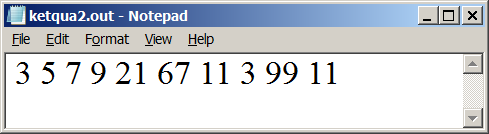 ketqua2.out - Notepad
File Edit Format View Help
3 5 7 9 21 67 11 3 99 11